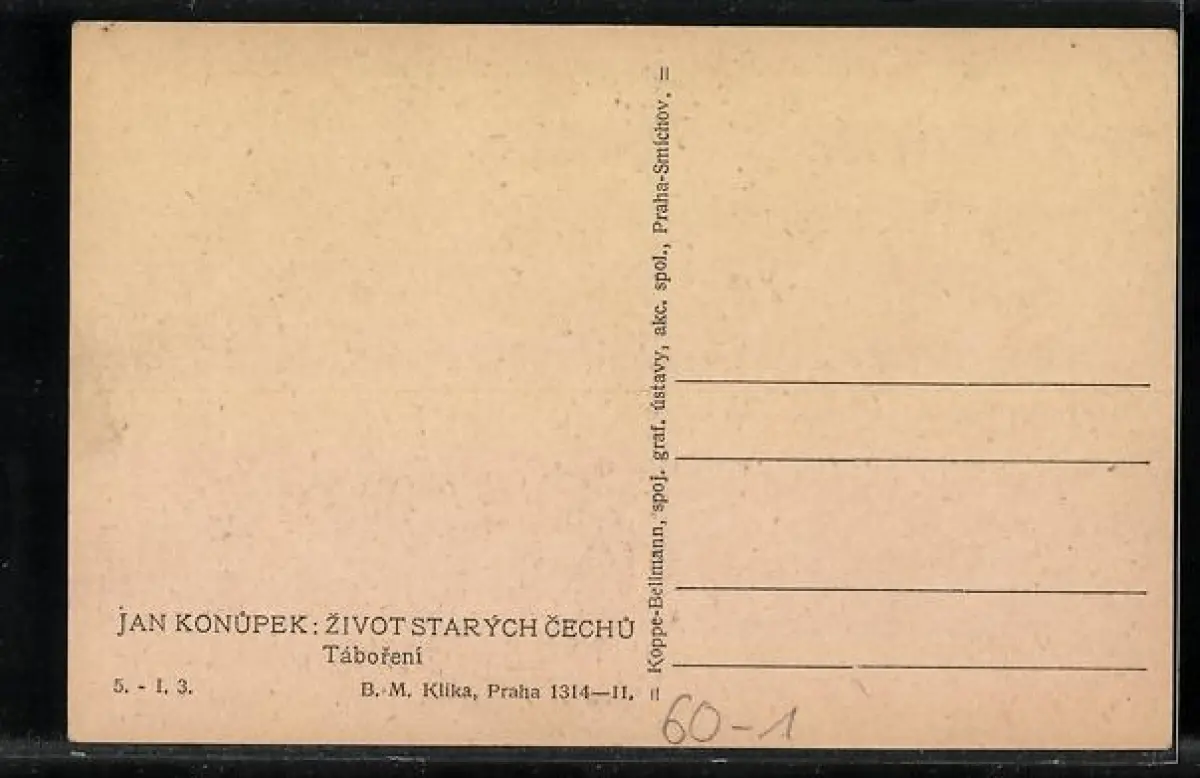 JAN KONŮPEK: ŽIVOT STARÝCH ČECHŮ
Táboření
5. - I. 3.
B. M. Klika, Praha 1314—II.
Koppe-Bellmann, spoj. graf. ústavy, akc. spol., Praha-Smíchov.
60-1